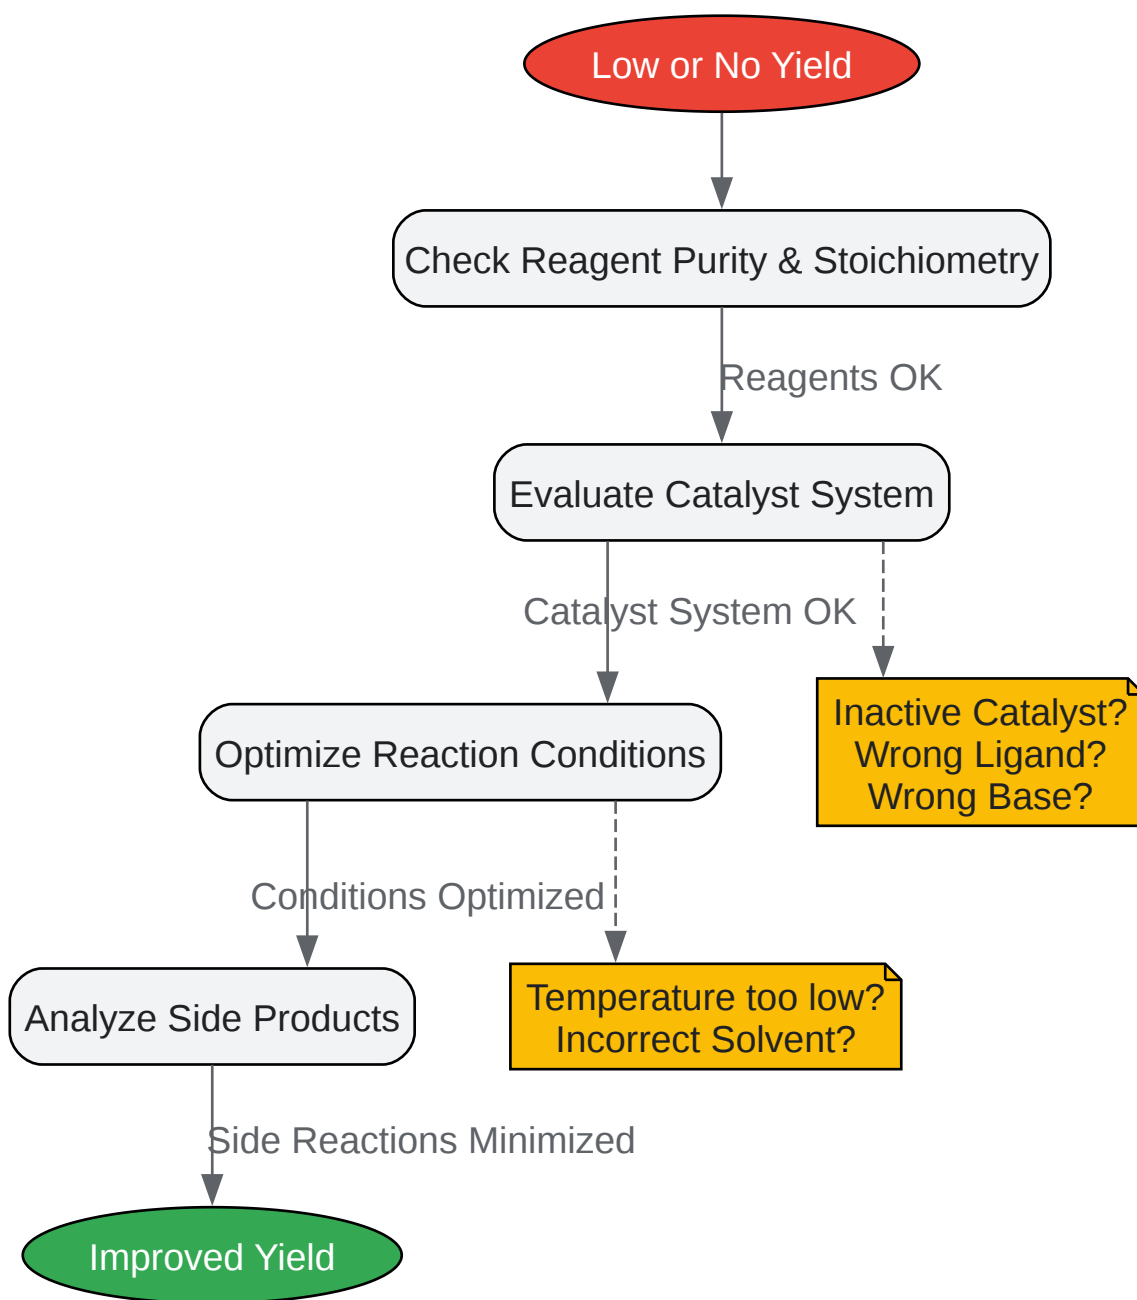 Low or No Yield
Check Reagent Purity & Stoichiometry
Reagents OK
Evaluate Catalyst System
Catalyst System OK
Inactive Catalyst?
Wrong Ligand?
Wrong Base?
Optimize Reaction Conditions
Conditions Optimized
Temperature too low?
Incorrect Solvent?
Analyze Side Products
Side Reactions Minimized
Improved Yield